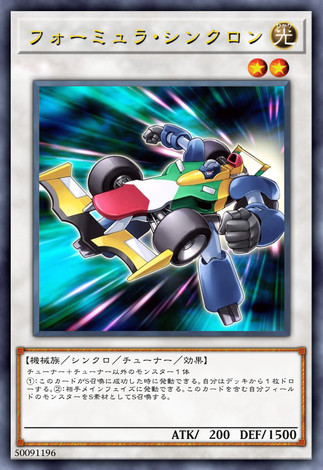 フォーミュラ・シンクロン 光
【機械族／シンクロ／チューナー／効果】
チューナー＋チューナー以外のモンスター１体
①：このカードがＳ召喚に成功した時に発動できる。自分はデッキから１枚ドロー
する。②：相手メインフェイズに発動できる。このカードを含む自分フィール
ドのモンスターをＳ素材としてＳ召喚する。
ATK/ 200 DEF/1500
50091196